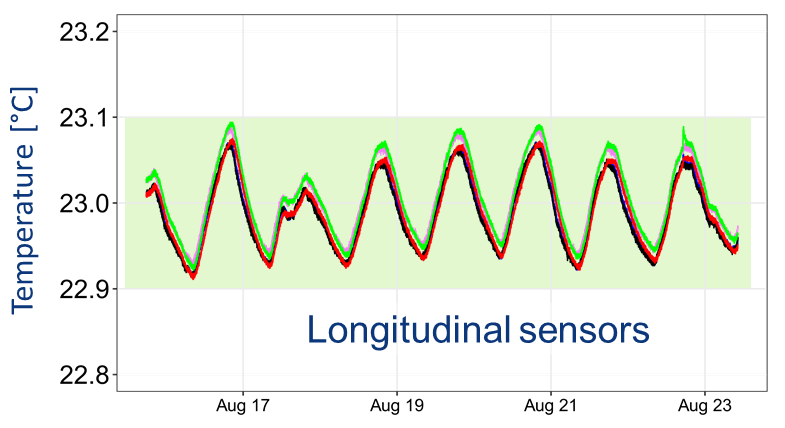 23.2
23.1
23.0
22.9
22.8
Temperature [°C]
Longitudinal sensors
Aug 17 Aug 19 Aug 21 Aug 23